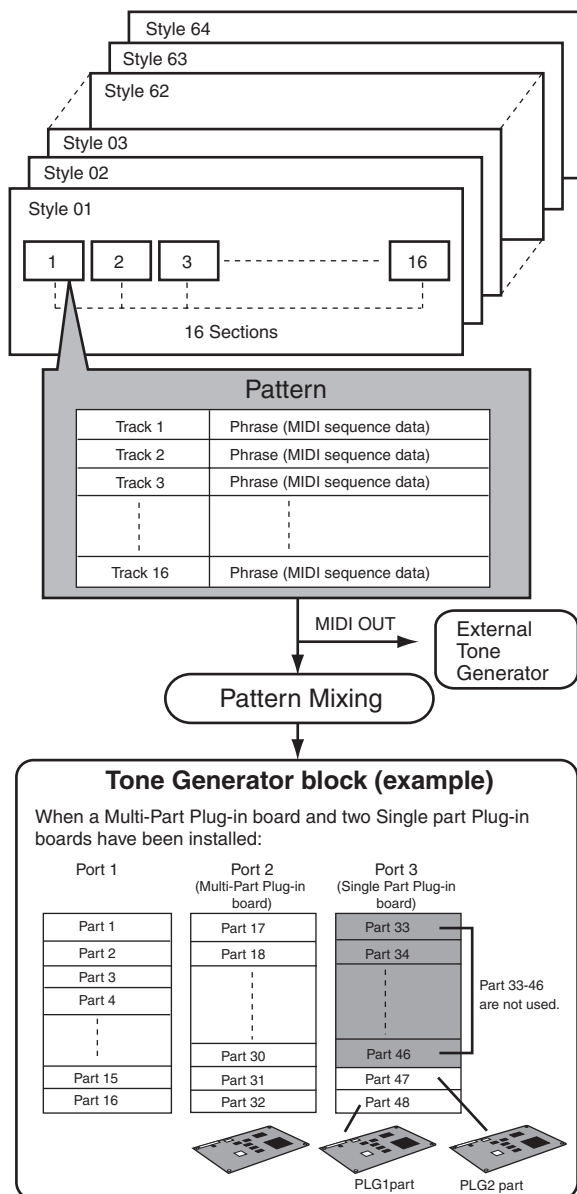 Style 64
Style 63
Style 62
Style 03
Style 02
Style 01
1 2 3 16
16 Sections
Pattern
Track 1 Phrase (MIDI sequence data)
Track 2 Phrase (MIDI sequence data)
Track 3 Phrase (MIDI sequence data)
Track 16 Phrase (MIDI sequence data)
MIDI OUT
External
Tone
Generator
Pattern Mixing
Tone Generator block (example)
When a Multi-Part Plug-in board and two Single part Plug-in
boards have been installed:
Port 1
Port 2
(Multi-Part Plug-in
board)
Port 3
(Single Part Plug-in
board)
Part 1
Part 2
Part 3
Part 4
Part 15
Part 16
Part 17
Part 18
Part 30
Part 31
Part 32
Part 33
Part 34
Part 46
Part 47
Part 48
Part 33-46
are not used.
PLG1part
PLG2 part